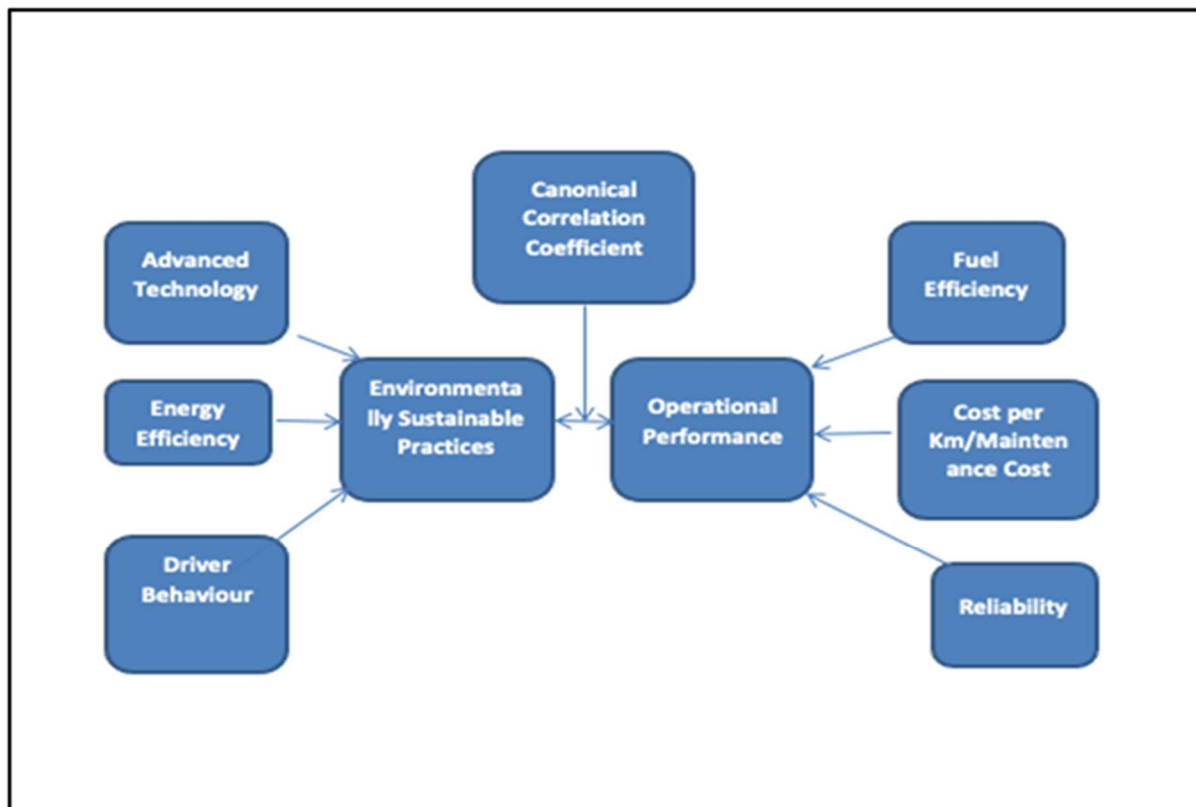 Canonical
Correlation
Coefficient
Advanced
Technology
Fuel
Efficiency
Energy
Efficiency
Environmenta
lly Sustainable
Practices
Operational
Performance
Cost per
Km/Mainten
ance Cost
Driver
Behaviour
Reliability